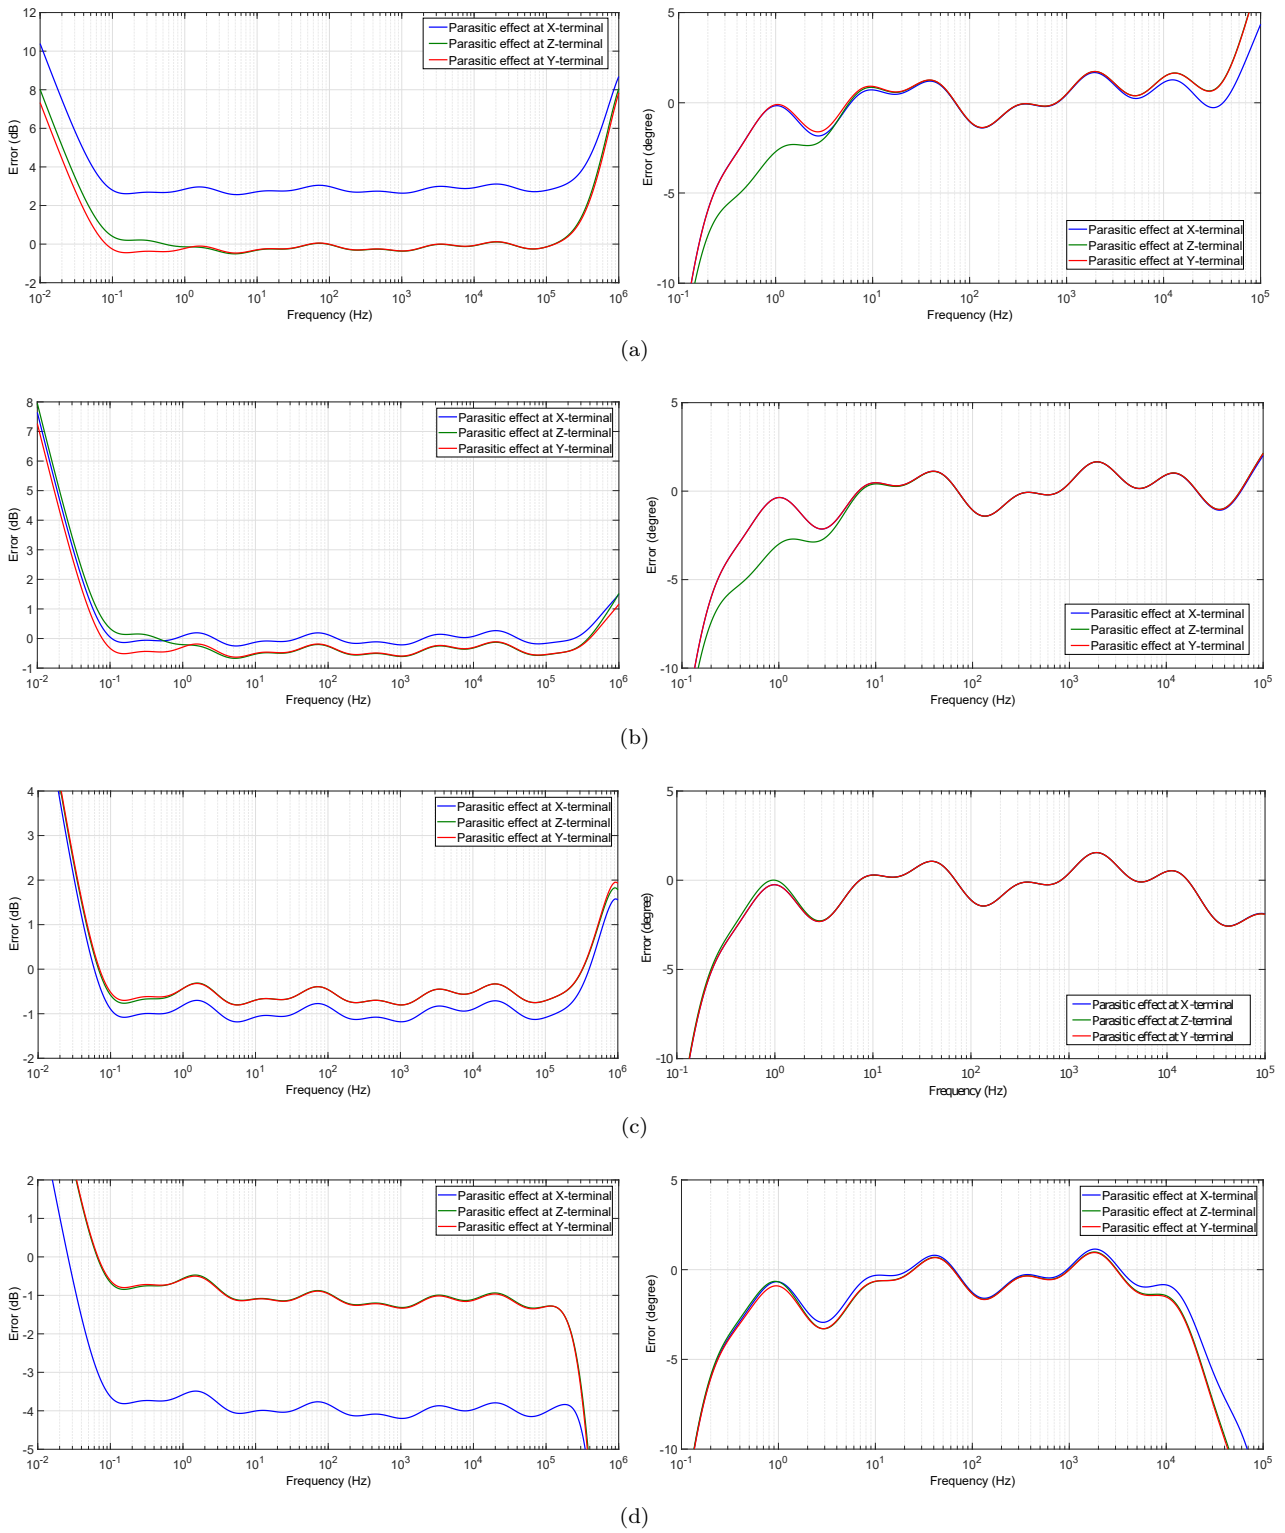 Error (dB)
12
10
8
6
4
2
0
-2
10-2
10-1
100
101
102
103
104
105
106
Frequency (Hz)
Parasitic effect at X-terminal
Parasitic effect at Z-terminal
Parasitic effect at Y-terminal
Error (degree)
5
0
-5
-10
10-1
100
101
102
103
104
105
Frequency (Hz)
Parasitic effect at X-terminal
Parasitic effect at Z-terminal
Parasitic effect at Y-terminal
(a)
Error (dB)
8
7
6
5
4
3
2
1
0
-1
10-2
10-1
100
101
102
103
104
105
106
Frequency (Hz)
Parasitic effect at X-terminal
Parasitic effect at Z-terminal
Parasitic effect at Y-terminal
Error (degree)
5
0
-5
-10
10-1
100
101
102
103
104
105
Frequency (Hz)
Parasitic effect at X-terminal
Parasitic effect at Z-terminal
Parasitic effect at Y-terminal
(b)
Error (dB)
4
3
2
1
0
-1
-2
10-2
10-1
100
101
102
103
104
105
106
Frequency (Hz)
Parasitic effect at X-terminal
Parasitic effect at Z-terminal
Parasitic effect at Y-terminal
Error (degree)
5
0
-5
-10
10-1
100
101
102
103
104
105
Frequency (Hz)
Parasitic effect at X-terminal
Parasitic effect at Z-terminal
Parasitic effect at Y-terminal
(c)
Error (dB)
2
1
0
-1
-2
-3
-4
-5
10-2
10-1
100
101
102
103
104
105
106
Frequency (Hz)
Parasitic effect at X-terminal
Parasitic effect at Z-terminal
Parasitic effect at Y-terminal
Error (degree)
5
0
-5
-10
10-1
100
101
102
103
104
105
Frequency (Hz)
Parasitic effect at X-terminal
Parasitic effect at Z-terminal
Parasitic effect at Y-terminal
(d)